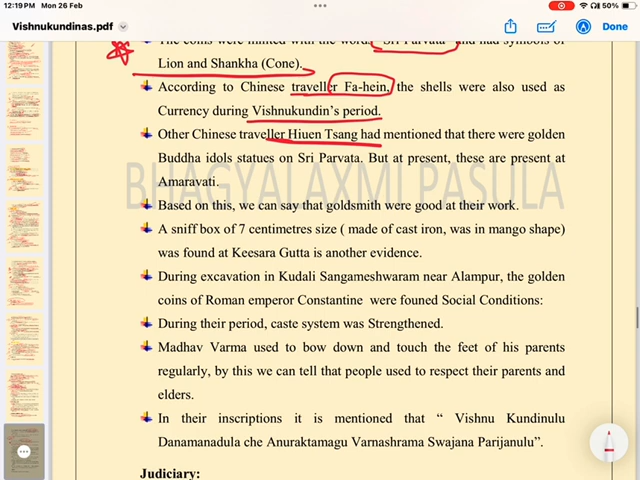 12:19 PM Mon 26 Feb
50%
Vishnukundinas.pdf
Done
The coins were minted with the words "Sri Parvata" and had symbols of
Lion and Shankha (Cone).
According to Chinese traveller Fa-hein, the shells were also used as
Currency during Vishnukundin's period.
Other Chinese traveller Hiuen Tsang had mentioned that there were golden
Buddha idols statues on Sri Parvata. But at present, these are present at
Amaravati.
BHAGYALAXMI PASULA
Based on this, we can say that goldsmith were good at their work.
A sniff box of 7 centimetres size ( made of cast iron, was in mango shape)
was found at Keesara Gutta is another evidence.
During excavation in Kudali Sangameshwaram near Alampur, the golden
coins of Roman emperor Constantine were founed Social Conditions:
During their period, caste system was Strengthened.
Madhav Varma used to bow down and touch the feet of his parents
regularly, by this we can tell that people used to respect their parents and
elders.
In their inscriptions it is mentioned that " Vishnu Kundinulu
Danamanadula che Anuraktamagu Varnashrama Swajana Parijanulu".
Judiciary: